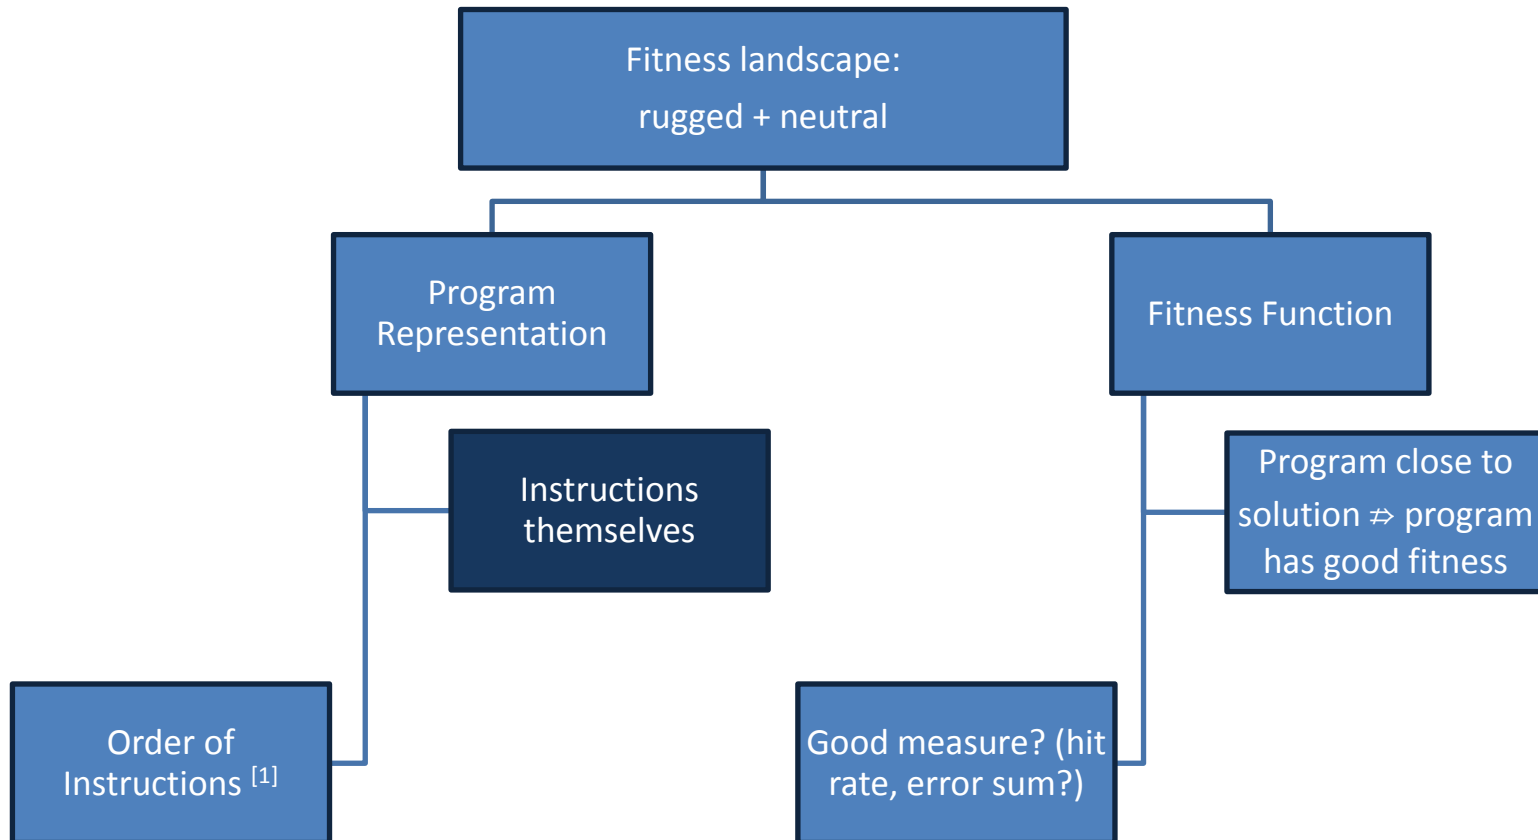 Fitness landscape:
rugged + neutral
Program
Representation
Fitness Function
Instructions
themselves
Program close to
solution ⇏ program
has good fitness
Order of
Instructions [1]
Good measure? (hit
rate, error sum?)